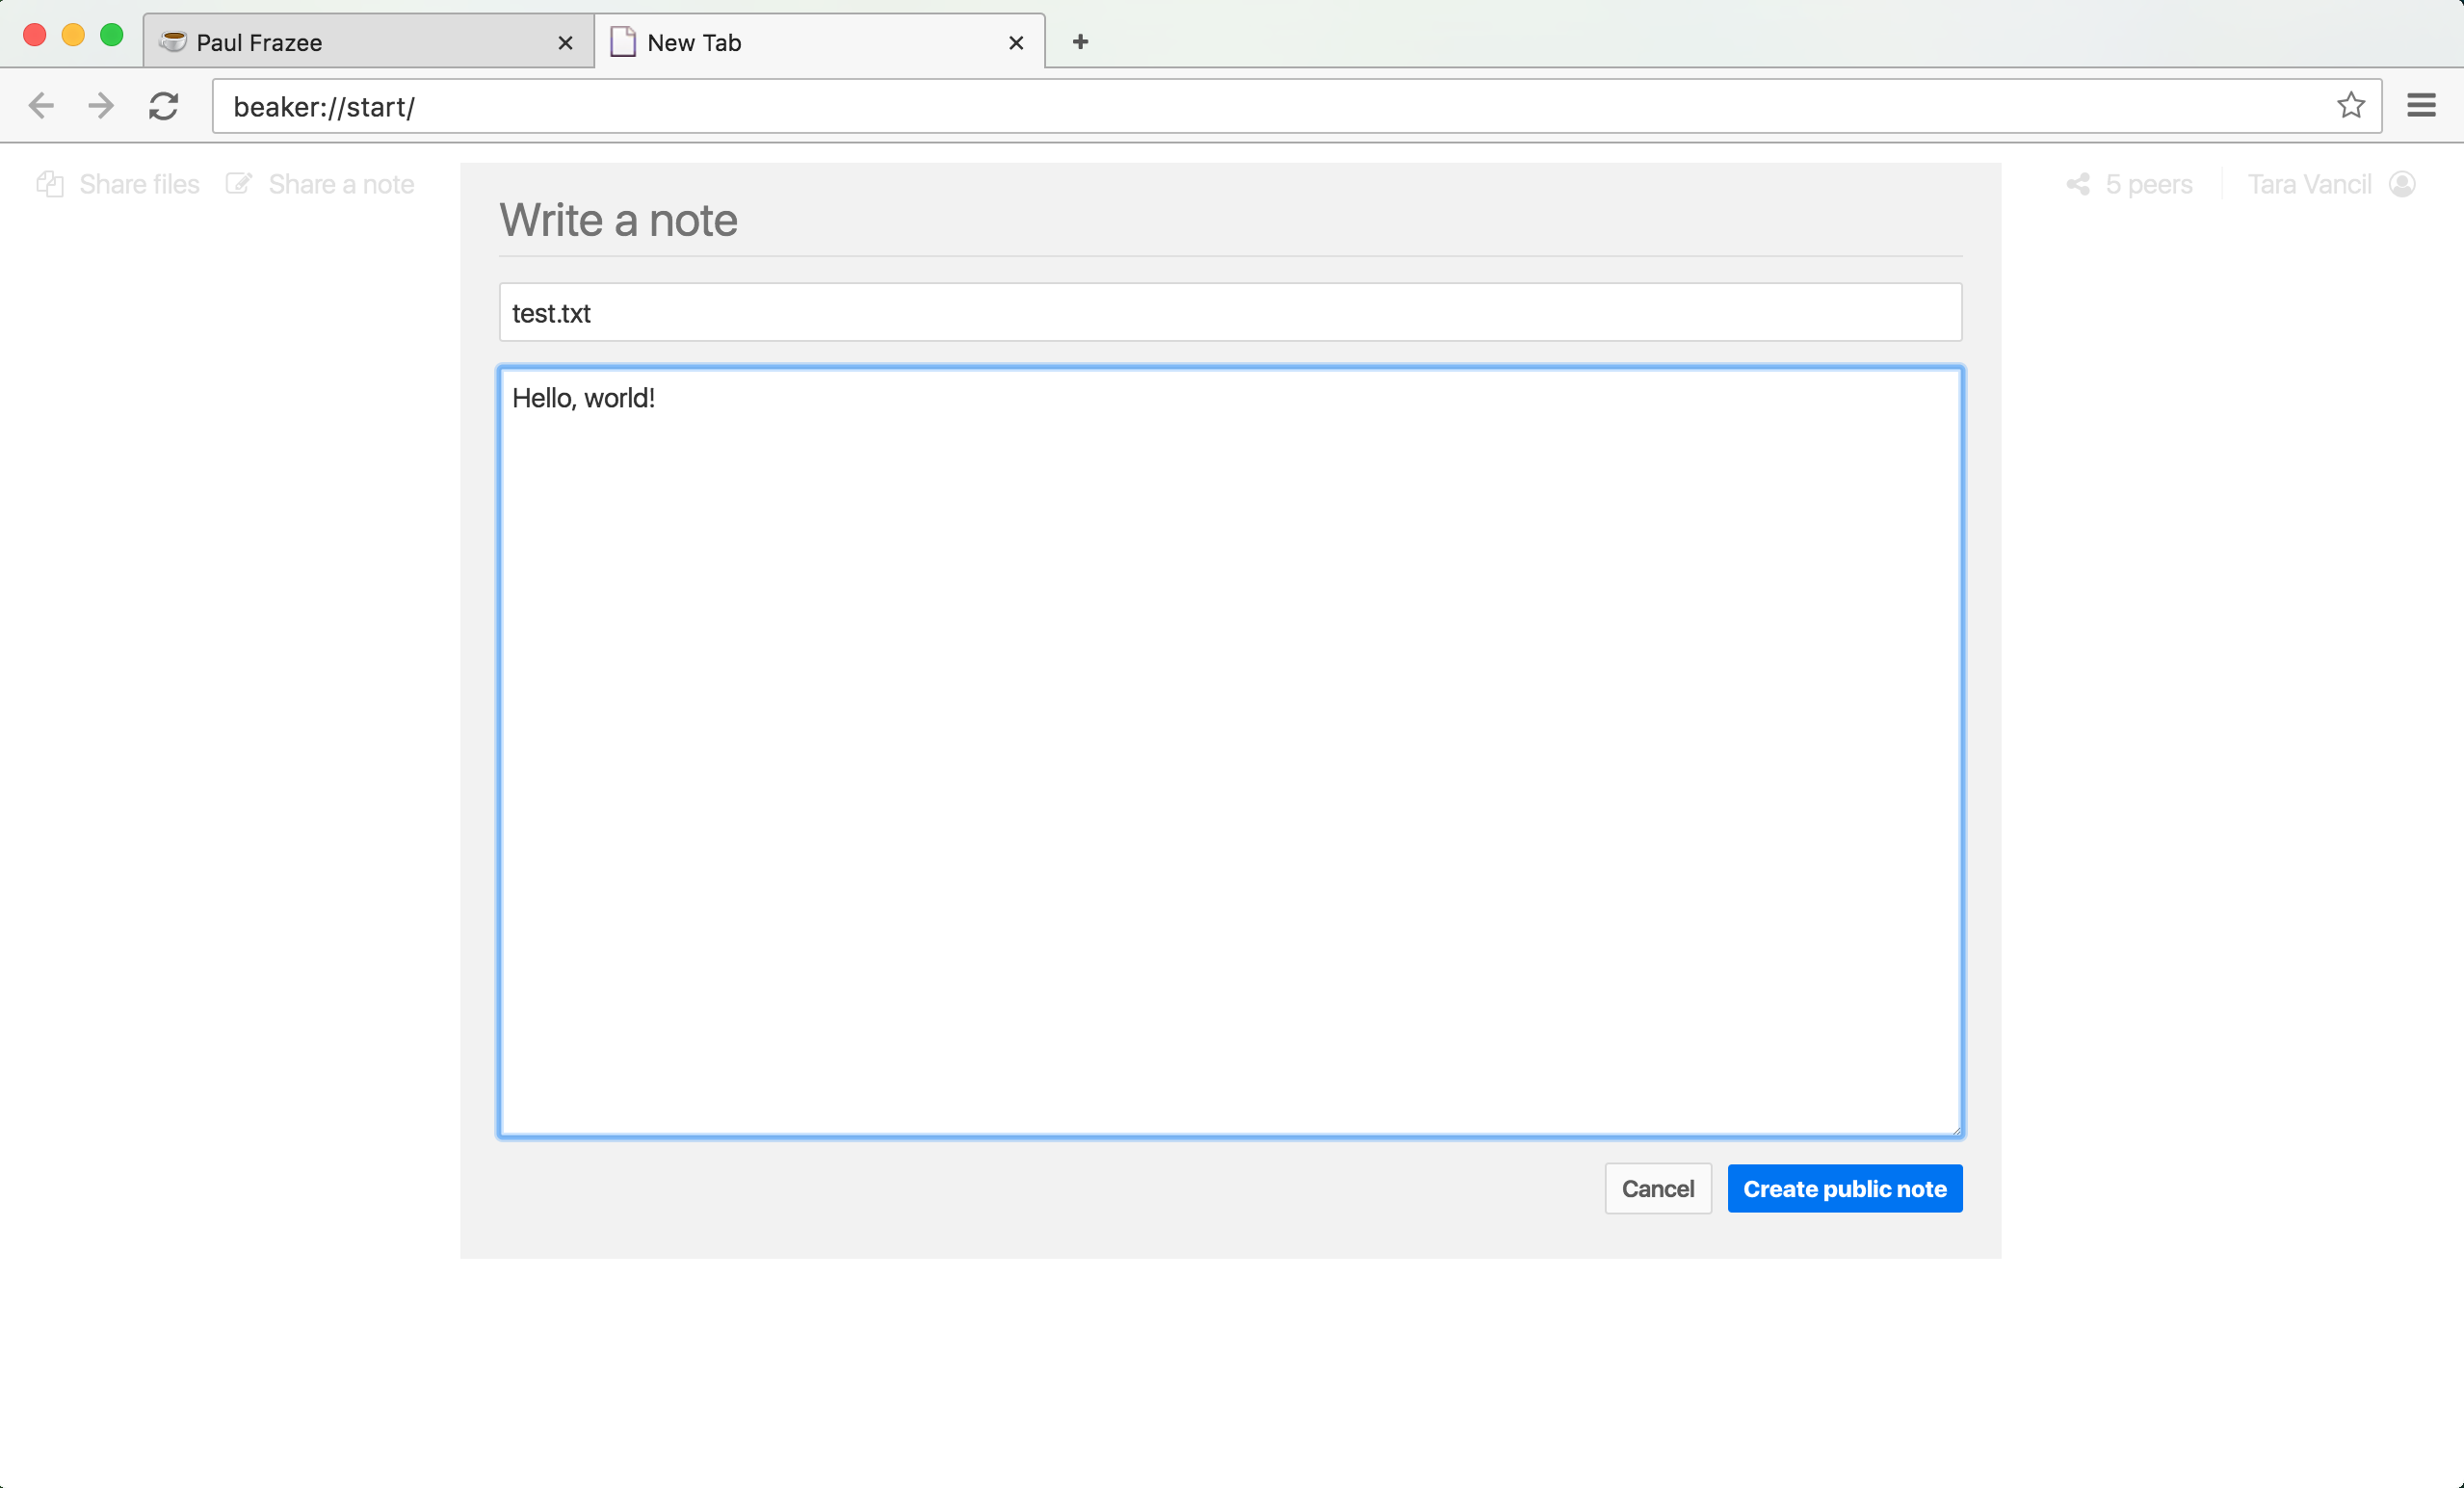 Paul Frazee
New Tab
beaker://start/
Share files
Share a note
5 peers
Tara Vancil
Write a note
test.txt
Hello, world!
Cancel
Create public note